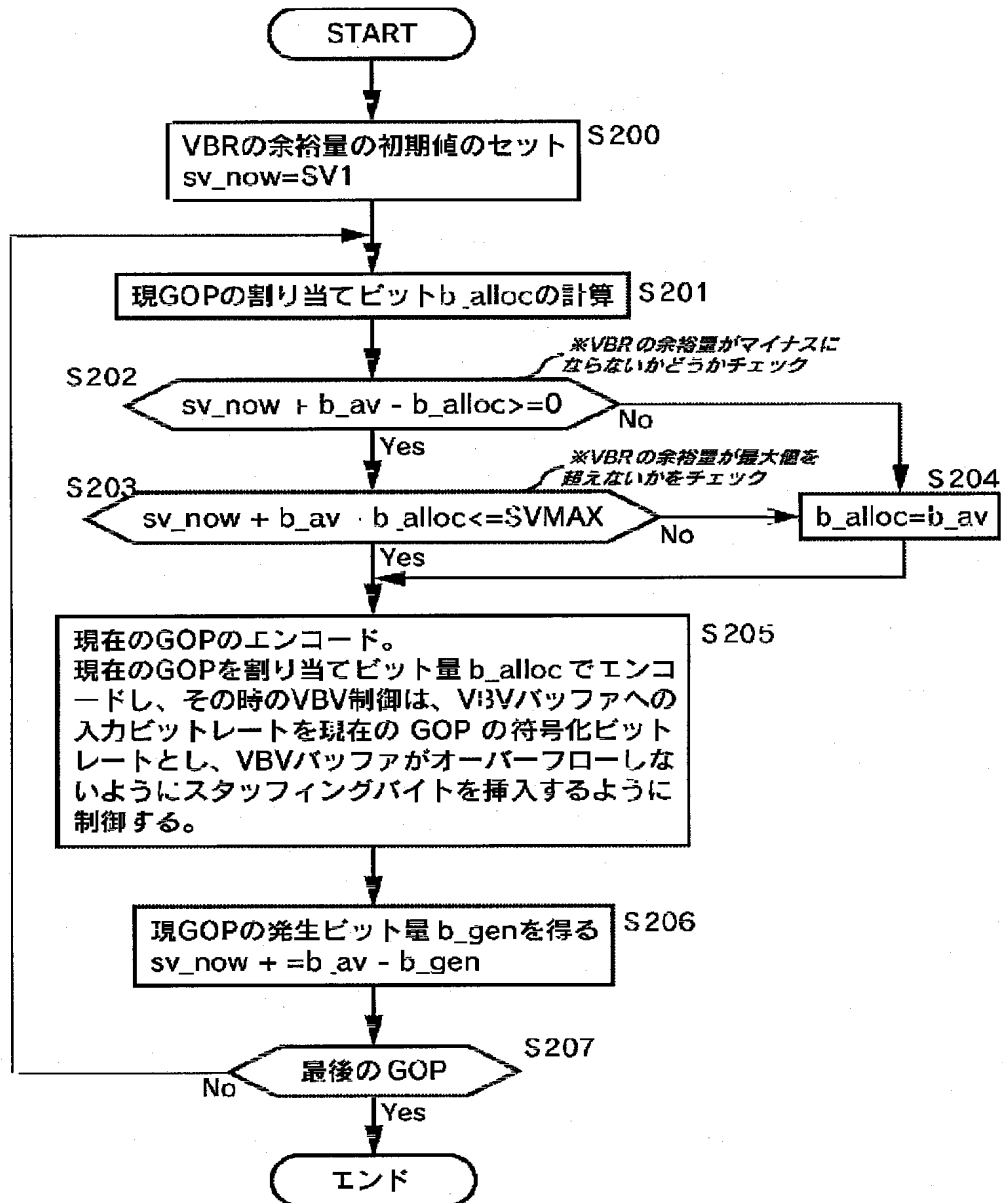 START
VBRの余裕量の初期値のセット
sv_now=SV1
S200
現GOPの割り当てビットb_allocの計算
S201
※VBRの余裕量がマイナスに
ならないかどうかチェック
S202
sv_now + b_av - b_alloc>=0
No
Yes
※VBRの余裕量が最大値を
超えないかをチェック
S203
sv_now + b_av - b_alloc<=SVMAX
No
Yes
S204
b_alloc=b_av
現在のGOPのエンコード。
現在のGOPを割り当てビット量 b_alloc でエンコ
ードし、その時のVBV制御は、VBVバッファへの
入力ビットレートを現在の GOP の符号化ビット
レートとし、VBVバッファがオーバーフローしな
いようにスタッフィングバイトを挿入するように
制御する。
S205
現GOPの発生ビット量 b_genを得る
sv_now + =b_av - b_gen
S206
最後の GOP
S207
No
Yes
エンド